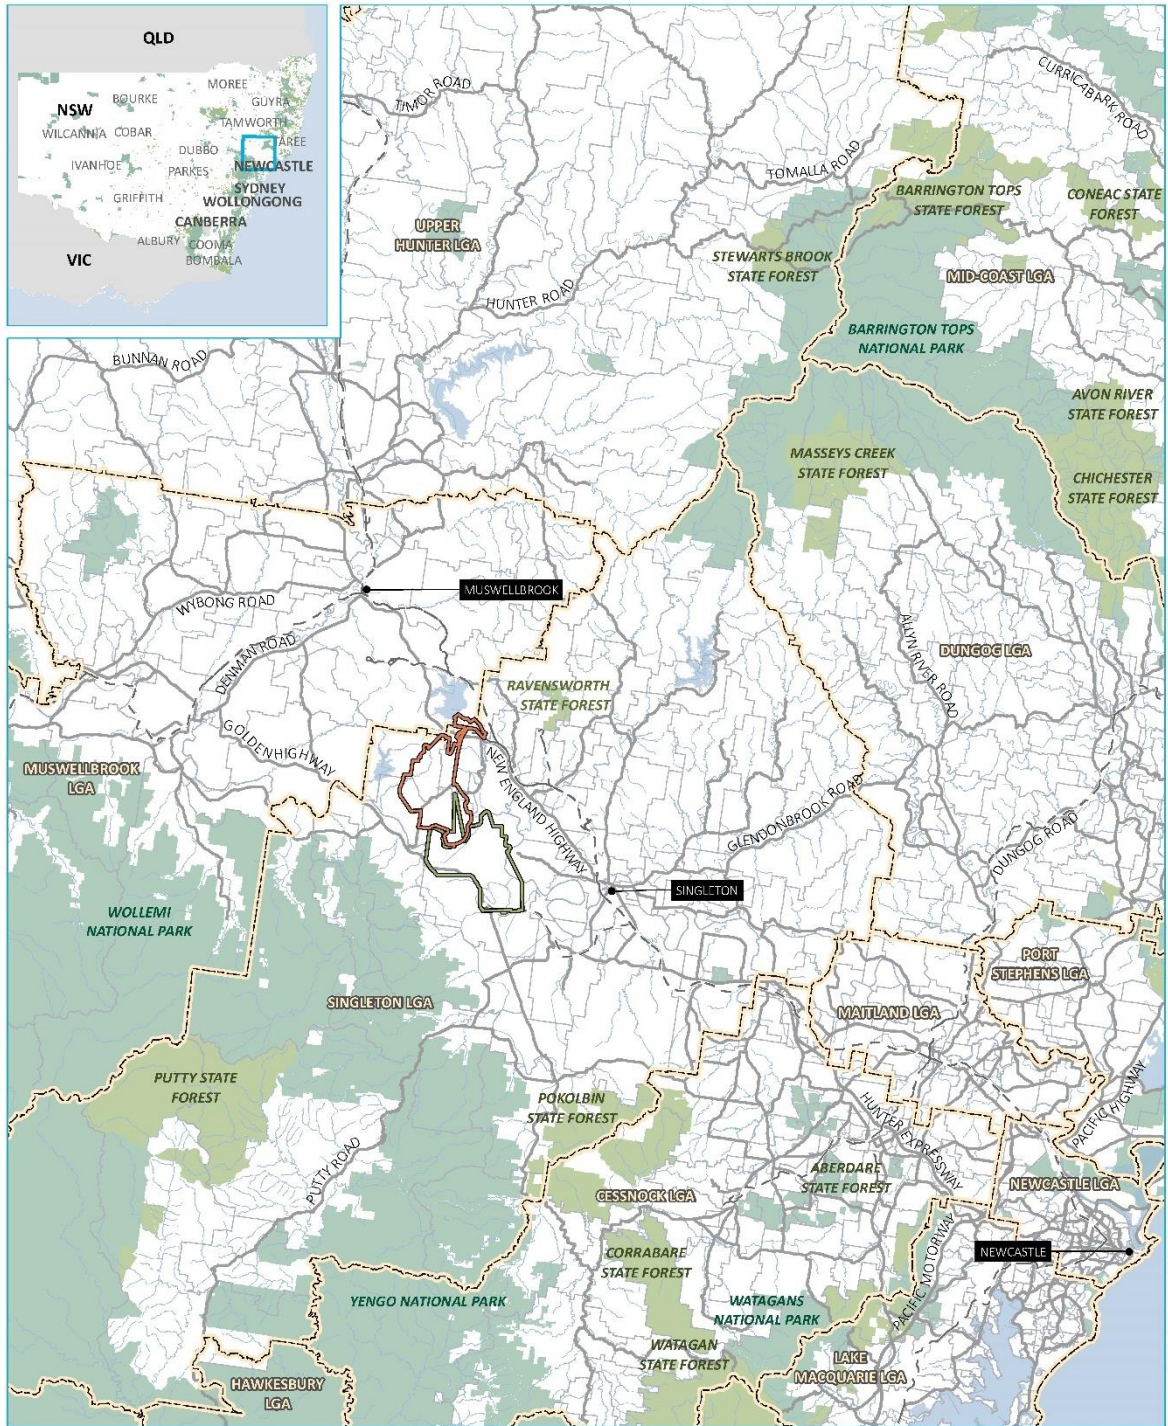 QLD
MOREE
NSW
BOURKE
GUYRA
TAMWORTH
WILCANNIA
COBAR
AREE
DUBBO
IVANHOE
PARKES
NEWCASTLE
SYDNEY
GRIFFITH
WOLLONGONG
CANBERRA
ALBURY
COOMA
VIC
BOMBALA
TIMOR ROAD
CURRICABARK ROAD
TOMALLA ROAD
BARRINGTON TOPS
STATE FOREST
CONEAC STATE
FOREST
UPPER
HUNTER LGA
STEWARTS BROOK
STATE FOREST
MID-COAST LGA
HUNTER ROAD
BARRINGTON TOPS
NATIONAL PARK
BUNNAN ROAD
AVON RIVER
STATE FOREST
MASSEYS CREEK
STATE FOREST
CHICHESTER
STATE FOREST
MUSWELLBROOK
WYBONG ROAD
ALLYN RIVER ROAD
DENMAN ROAD
DUNGOG LGA
RAVENSWORTH
STATE FOREST
GOLDEN HIGHWAY
NEW ENGLAND HIGHWAY
MUSWELLBROOK
LGA
GLENDONBROOK ROAD
DUNGOG ROAD
SINGLETON
WOLLEMI
NATIONAL PARK
PORT
STEPHENS LGA
SINGLETON LGA
MAITLAND LGA
PUTTY STATE
FOREST
POKOLBIN
STATE FOREST
PACIFIC HIGHWAY
HUNTER EXPRESSWAY
PUTTY ROAD
ABERDARE
STATE FOREST
CESSNOCK LGA
NEWCASTLE LGA
CORRABARE
STATE FOREST
PACIFIC MOTORWAY
NEWCASTLE
YENGO NATIONAL PARK
WATAGANS
NATIONAL PARK
WATAGAN
STATE FOREST
LAKE
MACQUARIE LGA
HAWKESBURY
LGA